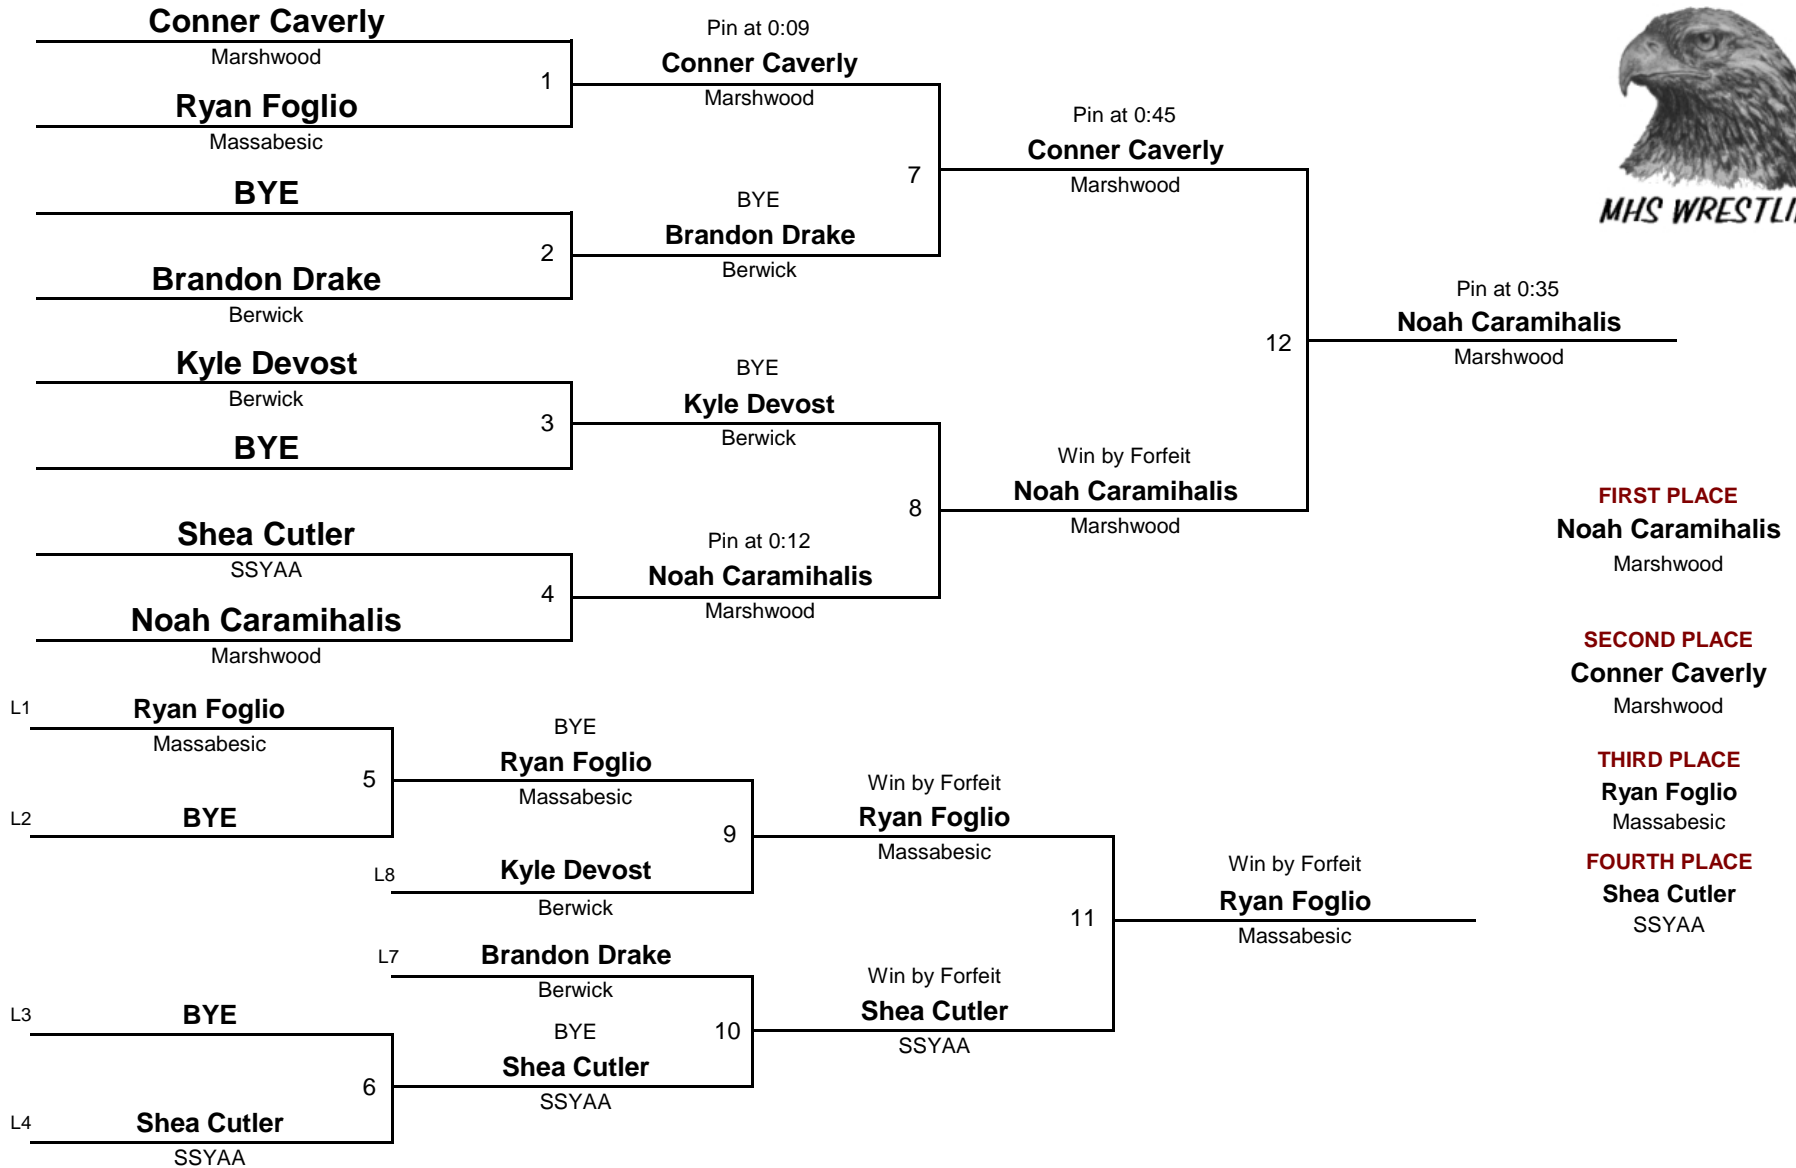 Conner Caverly
Marshwood
1
Ryan Foglio
Massabesic
BYE
2
Brandon Drake
Berwick
Kyle Devost
Berwick
3
BYE
Shea Cutler
SSYAA
4
Noah Caramihalis
Marshwood
Pin at 0:09
Conner Caverly
Marshwood
7
BYE
Brandon Drake
Berwick
BYE
Kyle Devost
Berwick
8
Pin at 0:12
Noah Caramihalis
Marshwood
Pin at 0:45
Conner Caverly
Marshwood
12
Win by Forfeit
Noah Caramihalis
Marshwood
Pin at 0:35
Noah Caramihalis
Marshwood
MHS WRESTLI
FIRST PLACE
Noah Caramihalis
Marshwood
SECOND PLACE
Conner Caverly
Marshwood
THIRD PLACE
Ryan Foglio
Massabesic
FOURTH PLACE
Shea Cutler
SSYAA
L1
Ryan Foglio
Massabesic
5
L2
BYE
BYE
Ryan Foglio
Massabesic
9
L8
Kyle Devost
Berwick
L7
Brandon Drake
Berwick
10
L3
BYE
6
L4
Shea Cutler
SSYAA
BYE
Shea Cutler
SSYAA
Win by Forfeit
Ryan Foglio
Massabesic
11
Win by Forfeit
Shea Cutler
SSYAA
Win by Forfeit
Ryan Foglio
Massabesic